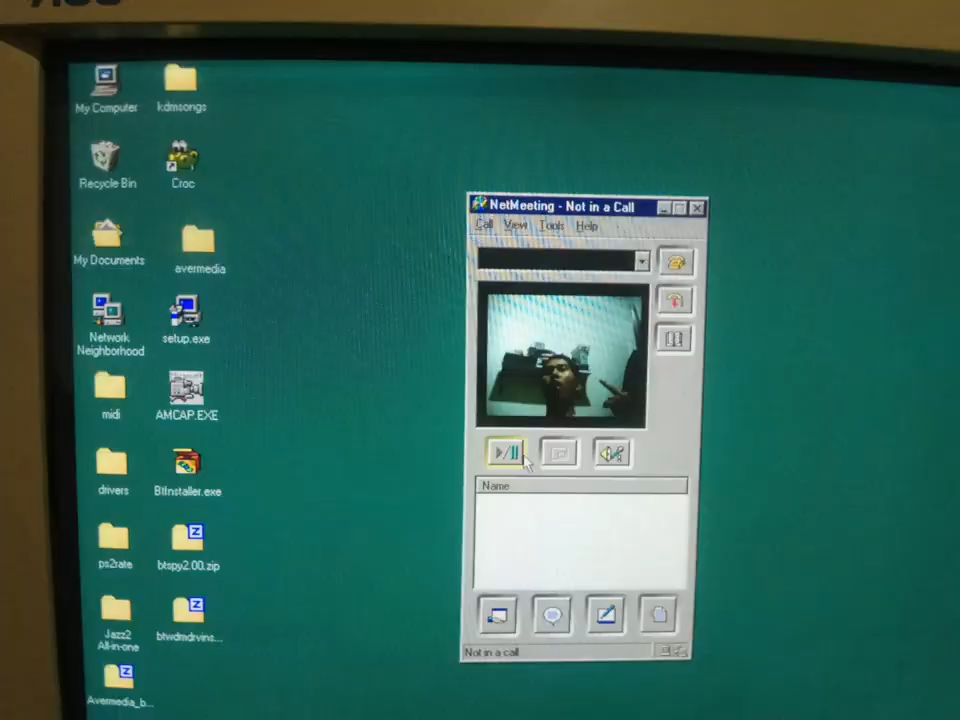 My Computer
kdmsongs
Recycle Bin
Croc
My Documents
avermedia
Network
Neighborhood
setup.exe
midi
AMCAP.EXE
drivers
BtInstaller.exe
ps2rate
btspy2.00.zip
Jazz2
All-in-one
btwdmdrvins...
Avermedia_b...
NetMeeting - Not in a Call
Call View Tools Help
Name
Not in a call